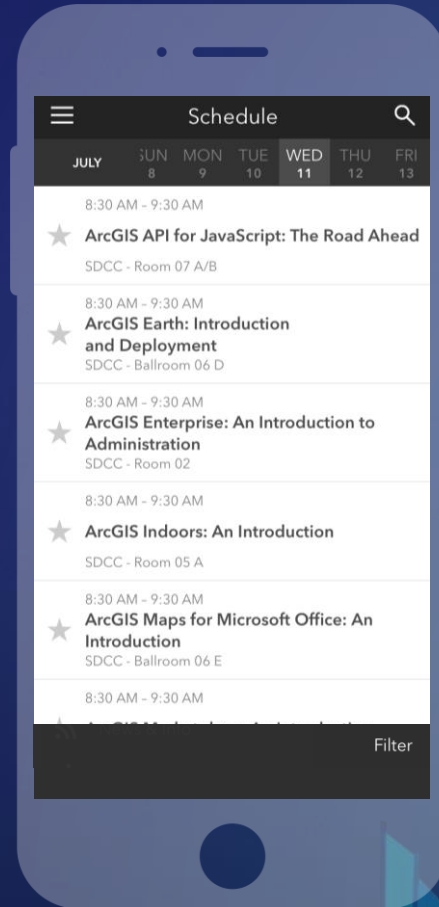 Schedule
JULY
SUN MON TUE WED THU FRI
8 9 10 11 12 13
8:30 AM – 9:30 AM
ArcGIS API for JavaScript: The Road Ahead
SDCC - Room 07 A/B
8:30 AM – 9:30 AM
ArcGIS Earth: Introduction
and Deployment
SDCC - Ballroom 06 D
8:30 AM – 9:30 AM
ArcGIS Enterprise: An Introduction to
Administration
SDCC - Room 02
8:30 AM – 9:30 AM
ArcGIS Indoors: An Introduction
SDCC - Room 05 A
8:30 AM – 9:30 AM
ArcGIS Maps for Microsoft Office: An
Introduction
SDCC - Ballroom 06 E
8:30 AM – 9:30 AM
Filter